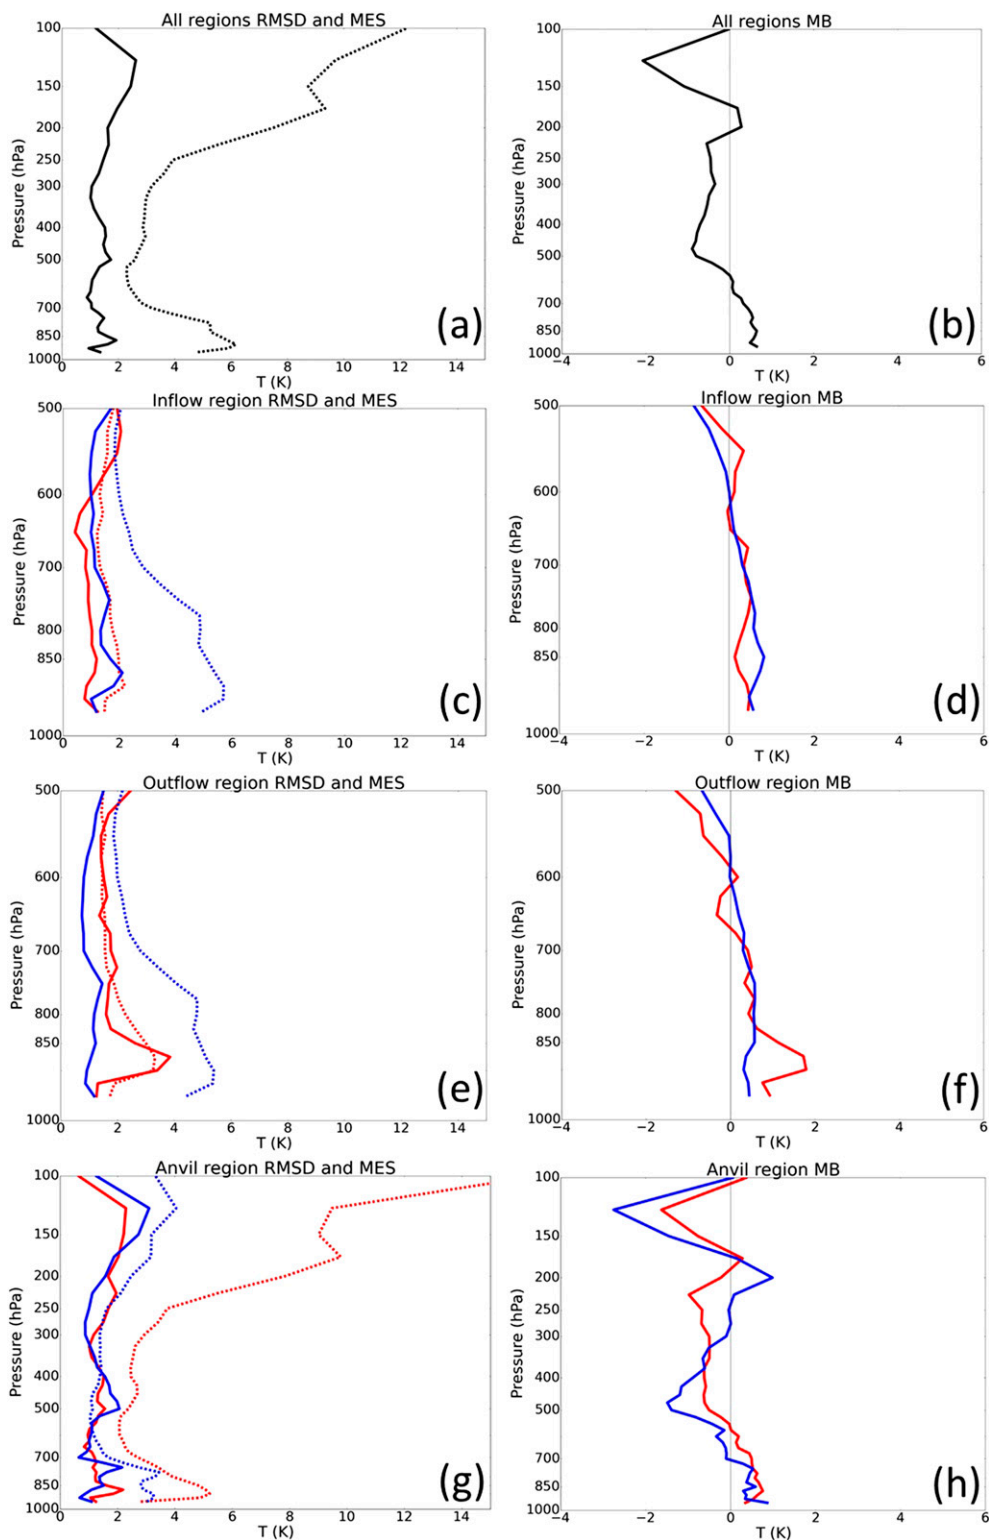 All regions RMSD and MES
100
150
200
250
300
400
500
700
850
1000
Pressure (hPa)
0 2 4 6 8 10 12 14
T (K)
(a)
All regions MB
100
150
200
250
300
400
500
700
850
1000
Pressure (hPa)
−4 −2 0 2 4 6
T (K)
(b)
Inflow region RMSD and MES
500
600
700
800
850
1000
Pressure (hPa)
0 2 4 6 8 10 12 14
T (K)
(c)
Inflow region MB
500
600
700
800
850
1000
Pressure (hPa)
−4 −2 0 2 4 6
T (K)
(d)
Outflow region RMSD and MES
500
600
700
800
850
1000
Pressure (hPa)
0 2 4 6 8 10 12 14
T (K)
(e)
Outflow region MB
500
600
700
800
850
1000
Pressure (hPa)
−4 −2 0 2 4 6
T (K)
(f)
Anvil region RMSD and MES
100
150
200
250
300
400
500
700
850
1000
Pressure (hPa)
0 2 4 6 8 10 12 14
T (K)
(g)
Anvil region MB
100
150
200
250
300
400
500
700
850
1000
Pressure (hPa)
−4 −2 0 2 4 6
T (K)
(h)